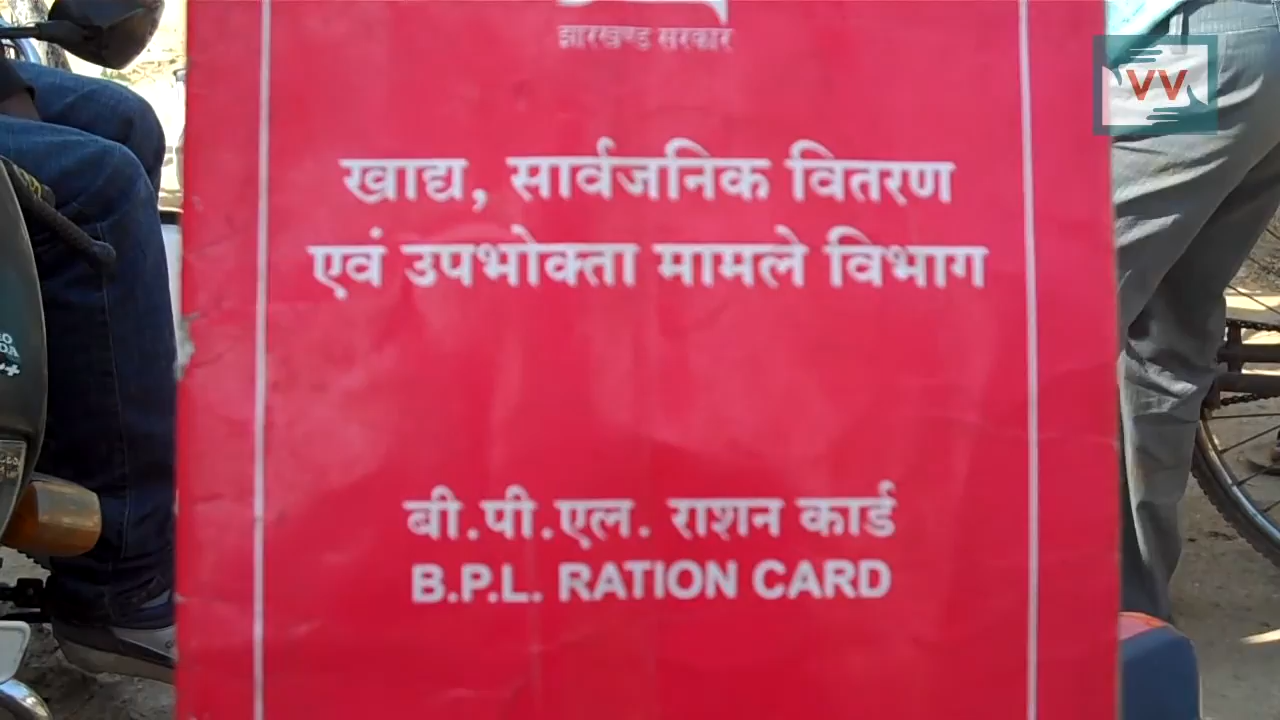 झारखण्ड सरकार
खाद्य, सार्वजनिक वितरण
एवं उपभोक्ता मामले विभाग
बी.पी.एल. राशन कार्ड
B.P.L. RATION CARD
VV